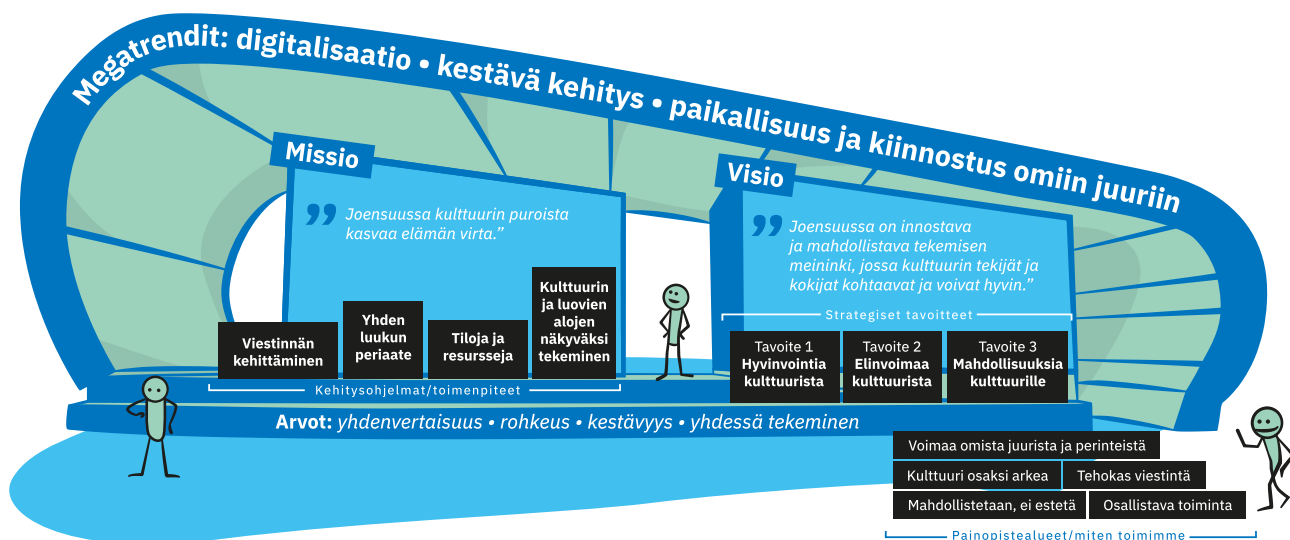 Megatrendit: digitalisaatio • kestävä kehitys • paikallisuus ja kiinnostus omiin juuriin
Missio
” Joensuussa kulttuurin puroista
kasvaa elämän virta.”
Visio
” Joensuussa on innostava
ja mahdollistava tekemisen
meininki, jossa kulttuurin tekijät ja
kokijat kohtaavat ja voivat hyvin.”
Viestinnän
kehittäminen
Yhden
luukun
periaate
Tiloja ja
resursseja
Kulttuurin
ja luovien
alojen
näkyväksi
tekeminen
Kehitysohjelmat/toimenpiteet
Strategiset tavoitteet
Tavoite 1
Hyvinvointia
kulttuurista
Tavoite 2
Elinvoimaa
kulttuurista
Tavoite 3
Mahdollisuuksia
kulttuurille
Arvot: yhdenvertaisuus • rohkeus • kestävyys • yhdessä tekeminen
Voimaa omista juurista ja perinteistä
Kulttuuri osaksi arkea
Tehokas viestintä
Mahdollistetaan, ei estetä
Osallistava toiminta
Painopistealueet/miten toimimme